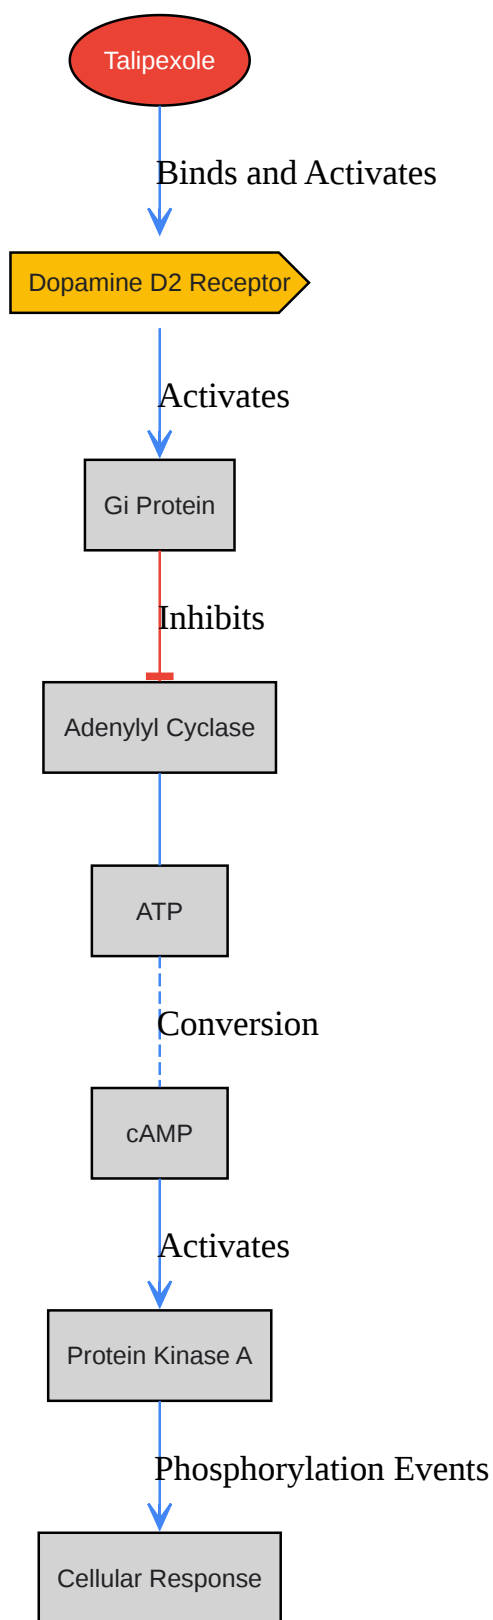 Talipexole
Binds and Activates
Dopamine D2 Receptor
Activates
Gi Protein
Inhibits
Adenylyl Cyclase
ATP
Conversion
cAMP
Activates
Protein Kinase A
Phosphorylation Events
Cellular Response